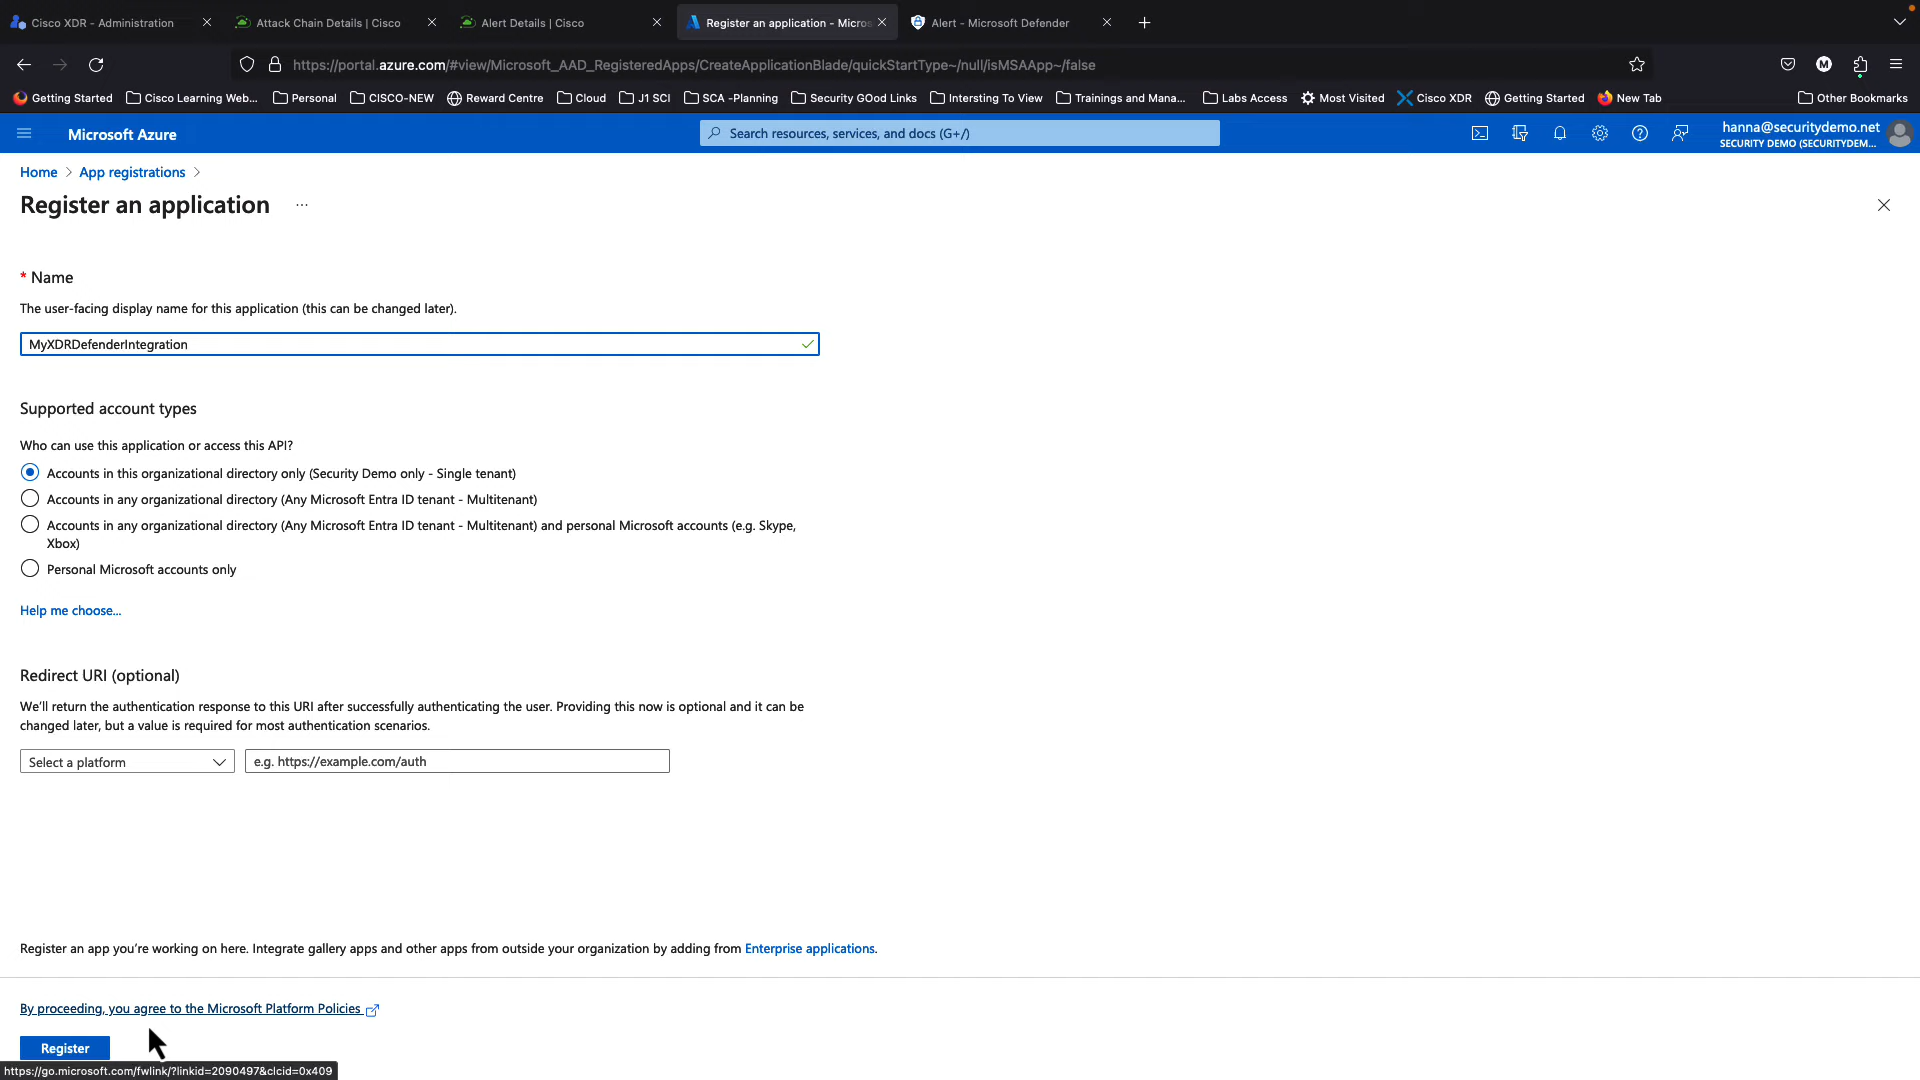 Cisco XDR - Administration
Attack Chain Details | Cisco
Alert Details | Cisco
Register an application - Micros
Alert - Microsoft Defender
https://portal.azure.com/#view/Microsoft_AAD_RegisteredApps/CreateApplicationBlade/quickStartType~/null/isMSAApp~/false
M
Getting Started
Cisco Learning Web...
Personal
CISCO-NEW
Reward Centre
Cloud
J1 SCI
SCA -Planning
Security GOod Links
Intersting To View
Trainings and Mana...
Labs Access
Most Visited
Cisco XDR
Getting Started
New Tab
Other Bookmarks
Microsoft Azure
Search resources, services, and docs (G+/)
hanna@securitydemo.net
SECURITY DEMO (SECURITYDEM...
Home > App registrations >
Register an application ...
* Name
The user-facing display name for this application (this can be changed later).
MyXDRDefenderIntegration
Supported account types
Who can use this application or access this API?
Accounts in this organizational directory only (Security Demo only - Single tenant)
Accounts in any organizational directory (Any Microsoft Entra ID tenant - Multitenant)
Accounts in any organizational directory (Any Microsoft Entra ID tenant - Multitenant) and personal Microsoft accounts (e.g. Skype,
Xbox)
Personal Microsoft accounts only
Help me choose...
Redirect URI (optional)
We'll return the authentication response to this URI after successfully authenticating the user. Providing this now is optional and it can be
changed later, but a value is required for most authentication scenarios.
Select a platform
e.g. https://example.com/auth
Register an app you're working on here. Integrate gallery apps and other apps from outside your organization by adding from Enterprise applications.
By proceeding, you agree to the Microsoft Platform Policies
Register
https://go.microsoft.com/fwlink/?linkid=2090497&clcid=0x409